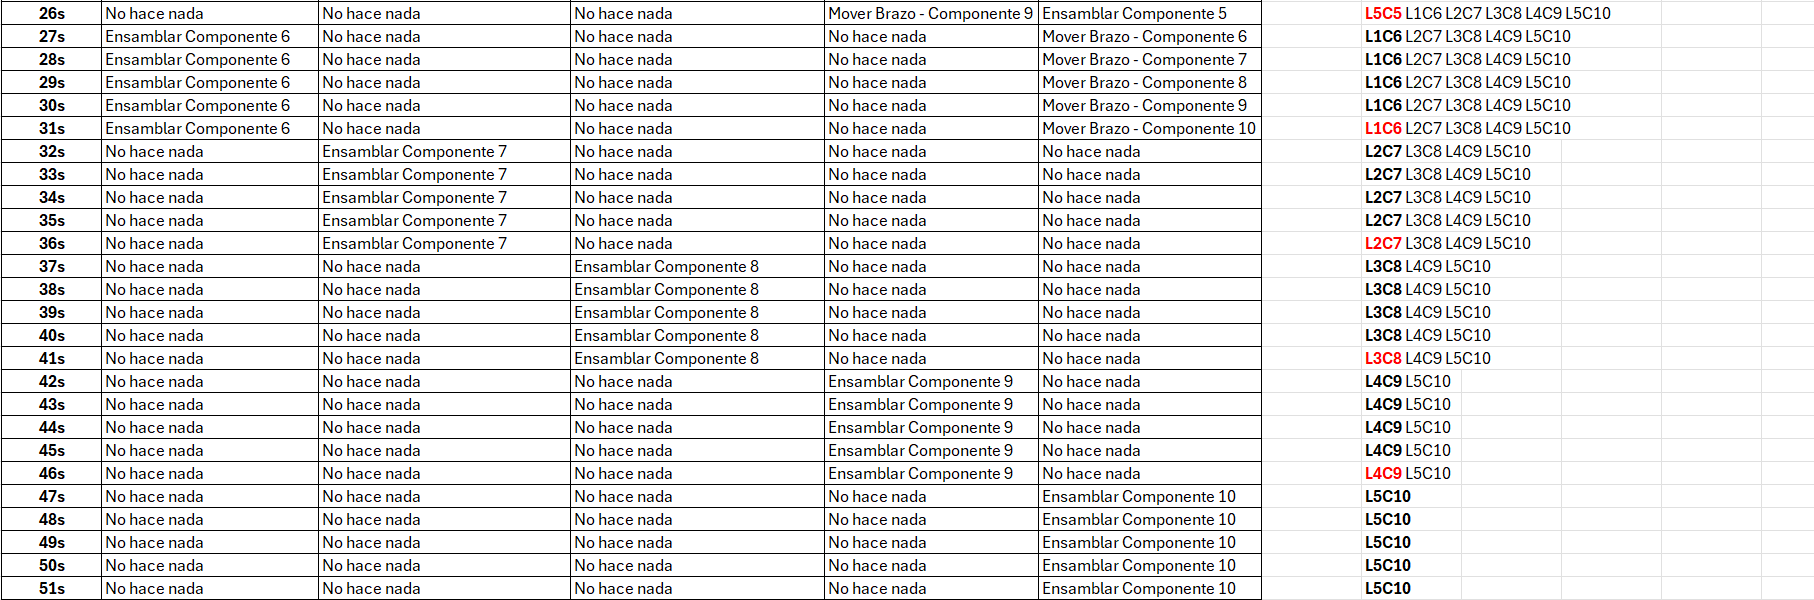 26s No hace nada No hace nada No hace nada Mover Brazo - Componente 9 Ensamblar Componente 5 L5C5 L1C6 L2C7 L3C8 L4C9 L5C10
27s Ensamblar Componente 6 No hace nada No hace nada No hace nada Mover Brazo - Componente 6 L1C6 L2C7 L3C8 L4C9 L5C10
28s Ensamblar Componente 6 No hace nada No hace nada No hace nada Mover Brazo - Componente 7 L1C6 L2C7 L3C8 L4C9 L5C10
29s Ensamblar Componente 6 No hace nada No hace nada No hace nada Mover Brazo - Componente 8 L1C6 L2C7 L3C8 L4C9 L5C10
30s Ensamblar Componente 6 No hace nada No hace nada No hace nada Mover Brazo - Componente 9 L1C6 L2C7 L3C8 L4C9 L5C10
31s Ensamblar Componente 6 No hace nada No hace nada No hace nada Mover Brazo - Componente 10 L1C6 L2C7 L3C8 L4C9 L5C10
32s No hace nada Ensamblar Componente 7 No hace nada No hace nada No hace nada L2C7 L3C8 L4C9 L5C10
33s No hace nada Ensamblar Componente 7 No hace nada No hace nada No hace nada L2C7 L3C8 L4C9 L5C10
34s No hace nada Ensamblar Componente 7 No hace nada No hace nada No hace nada L2C7 L3C8 L4C9 L5C10
35s No hace nada Ensamblar Componente 7 No hace nada No hace nada No hace nada L2C7 L3C8 L4C9 L5C10
36s No hace nada Ensamblar Componente 7 No hace nada No hace nada No hace nada L2C7 L3C8 L4C9 L5C10
37s No hace nada No hace nada Ensamblar Componente 8 No hace nada No hace nada L3C8 L4C9 L5C10
38s No hace nada No hace nada Ensamblar Componente 8 No hace nada No hace nada L3C8 L4C9 L5C10
39s No hace nada No hace nada Ensamblar Componente 8 No hace nada No hace nada L3C8 L4C9 L5C10
40s No hace nada No hace nada Ensamblar Componente 8 No hace nada No hace nada L3C8 L4C9 L5C10
41s No hace nada No hace nada Ensamblar Componente 8 No hace nada No hace nada L3C8 L4C9 L5C10
42s No hace nada No hace nada No hace nada Ensamblar Componente 9 No hace nada L4C9 L5C10
43s No hace nada No hace nada No hace nada Ensamblar Componente 9 No hace nada L4C9 L5C10
44s No hace nada No hace nada No hace nada Ensamblar Componente 9 No hace nada L4C9 L5C10
45s No hace nada No hace nada No hace nada Ensamblar Componente 9 No hace nada L4C9 L5C10
46s No hace nada No hace nada No hace nada Ensamblar Componente 9 No hace nada L4C9 L5C10
47s No hace nada No hace nada No hace nada No hace nada Ensamblar Componente 10 L5C10
48s No hace nada No hace nada No hace nada No hace nada Ensamblar Componente 10 L5C10
49s No hace nada No hace nada No hace nada No hace nada Ensamblar Componente 10 L5C10
50s No hace nada No hace nada No hace nada No hace nada Ensamblar Componente 10 L5C10
51s No hace nada No hace nada No hace nada No hace nada Ensamblar Componente 10 L5C10